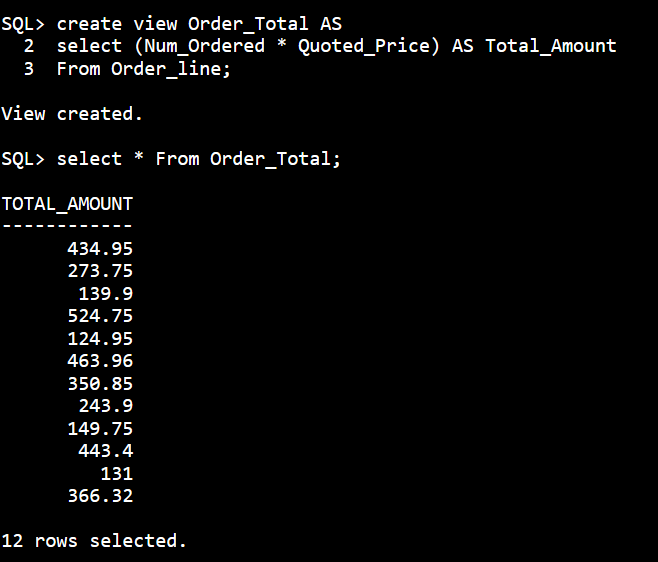 SQL> create view Order_Total AS
  2  select (Num_Ordered * Quoted_Price) AS Total_Amount
  3  From Order_line;
View created.
SQL> select * From Order_Total;
TOTAL_AMOUNT
------------
      434.95
      273.75
       139.9
      524.75
      124.95
      463.96
      350.85
       243.9
      149.75
       443.4
         131
      366.32
12 rows selected.